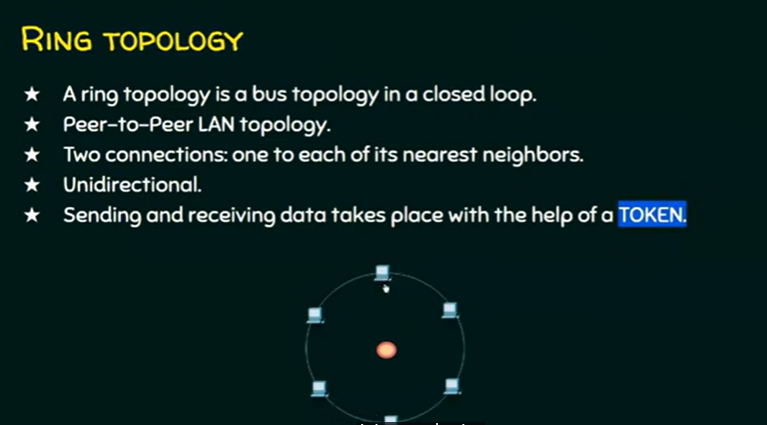 RING TOPOLOGY
★ A ring topology is a bus topology in a closed loop.
★ Peer-to-Peer LAN topology.
★ Two connections: one to each of its nearest neighbors.
★ Unidirectional.
★ Sending and receiving data takes place with the help of a TOKEN.